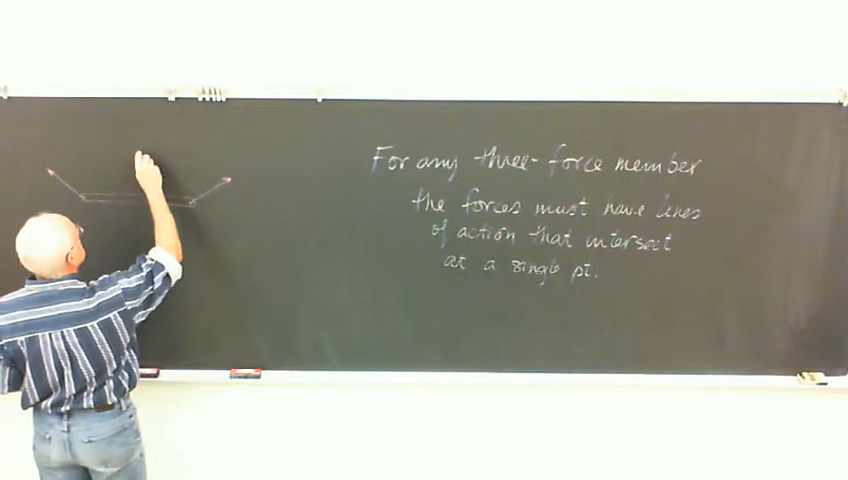 For any three-force member
the forces must have lines
of action that intersect
at a single pt.